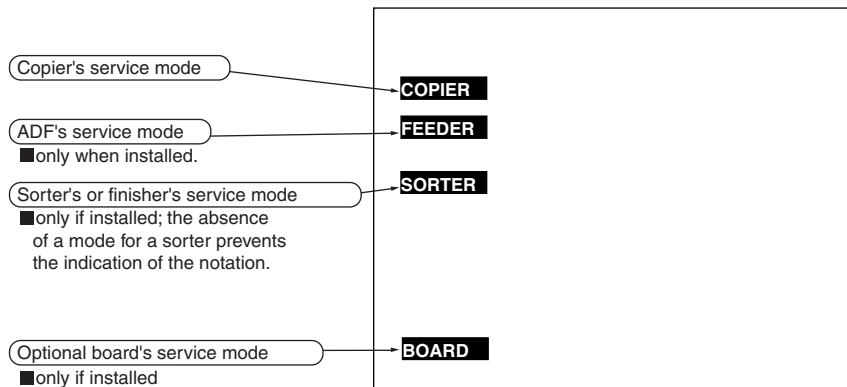 Copier's service mode
COPIER
ADF's service mode
FEEDER
■only when installed.
Sorter's or finisher's service mode
SORTER
■only if installed; the absence
of a mode for a sorter prevents
the indication of the notation.
Optional board's service mode
BOARD
■only if installed